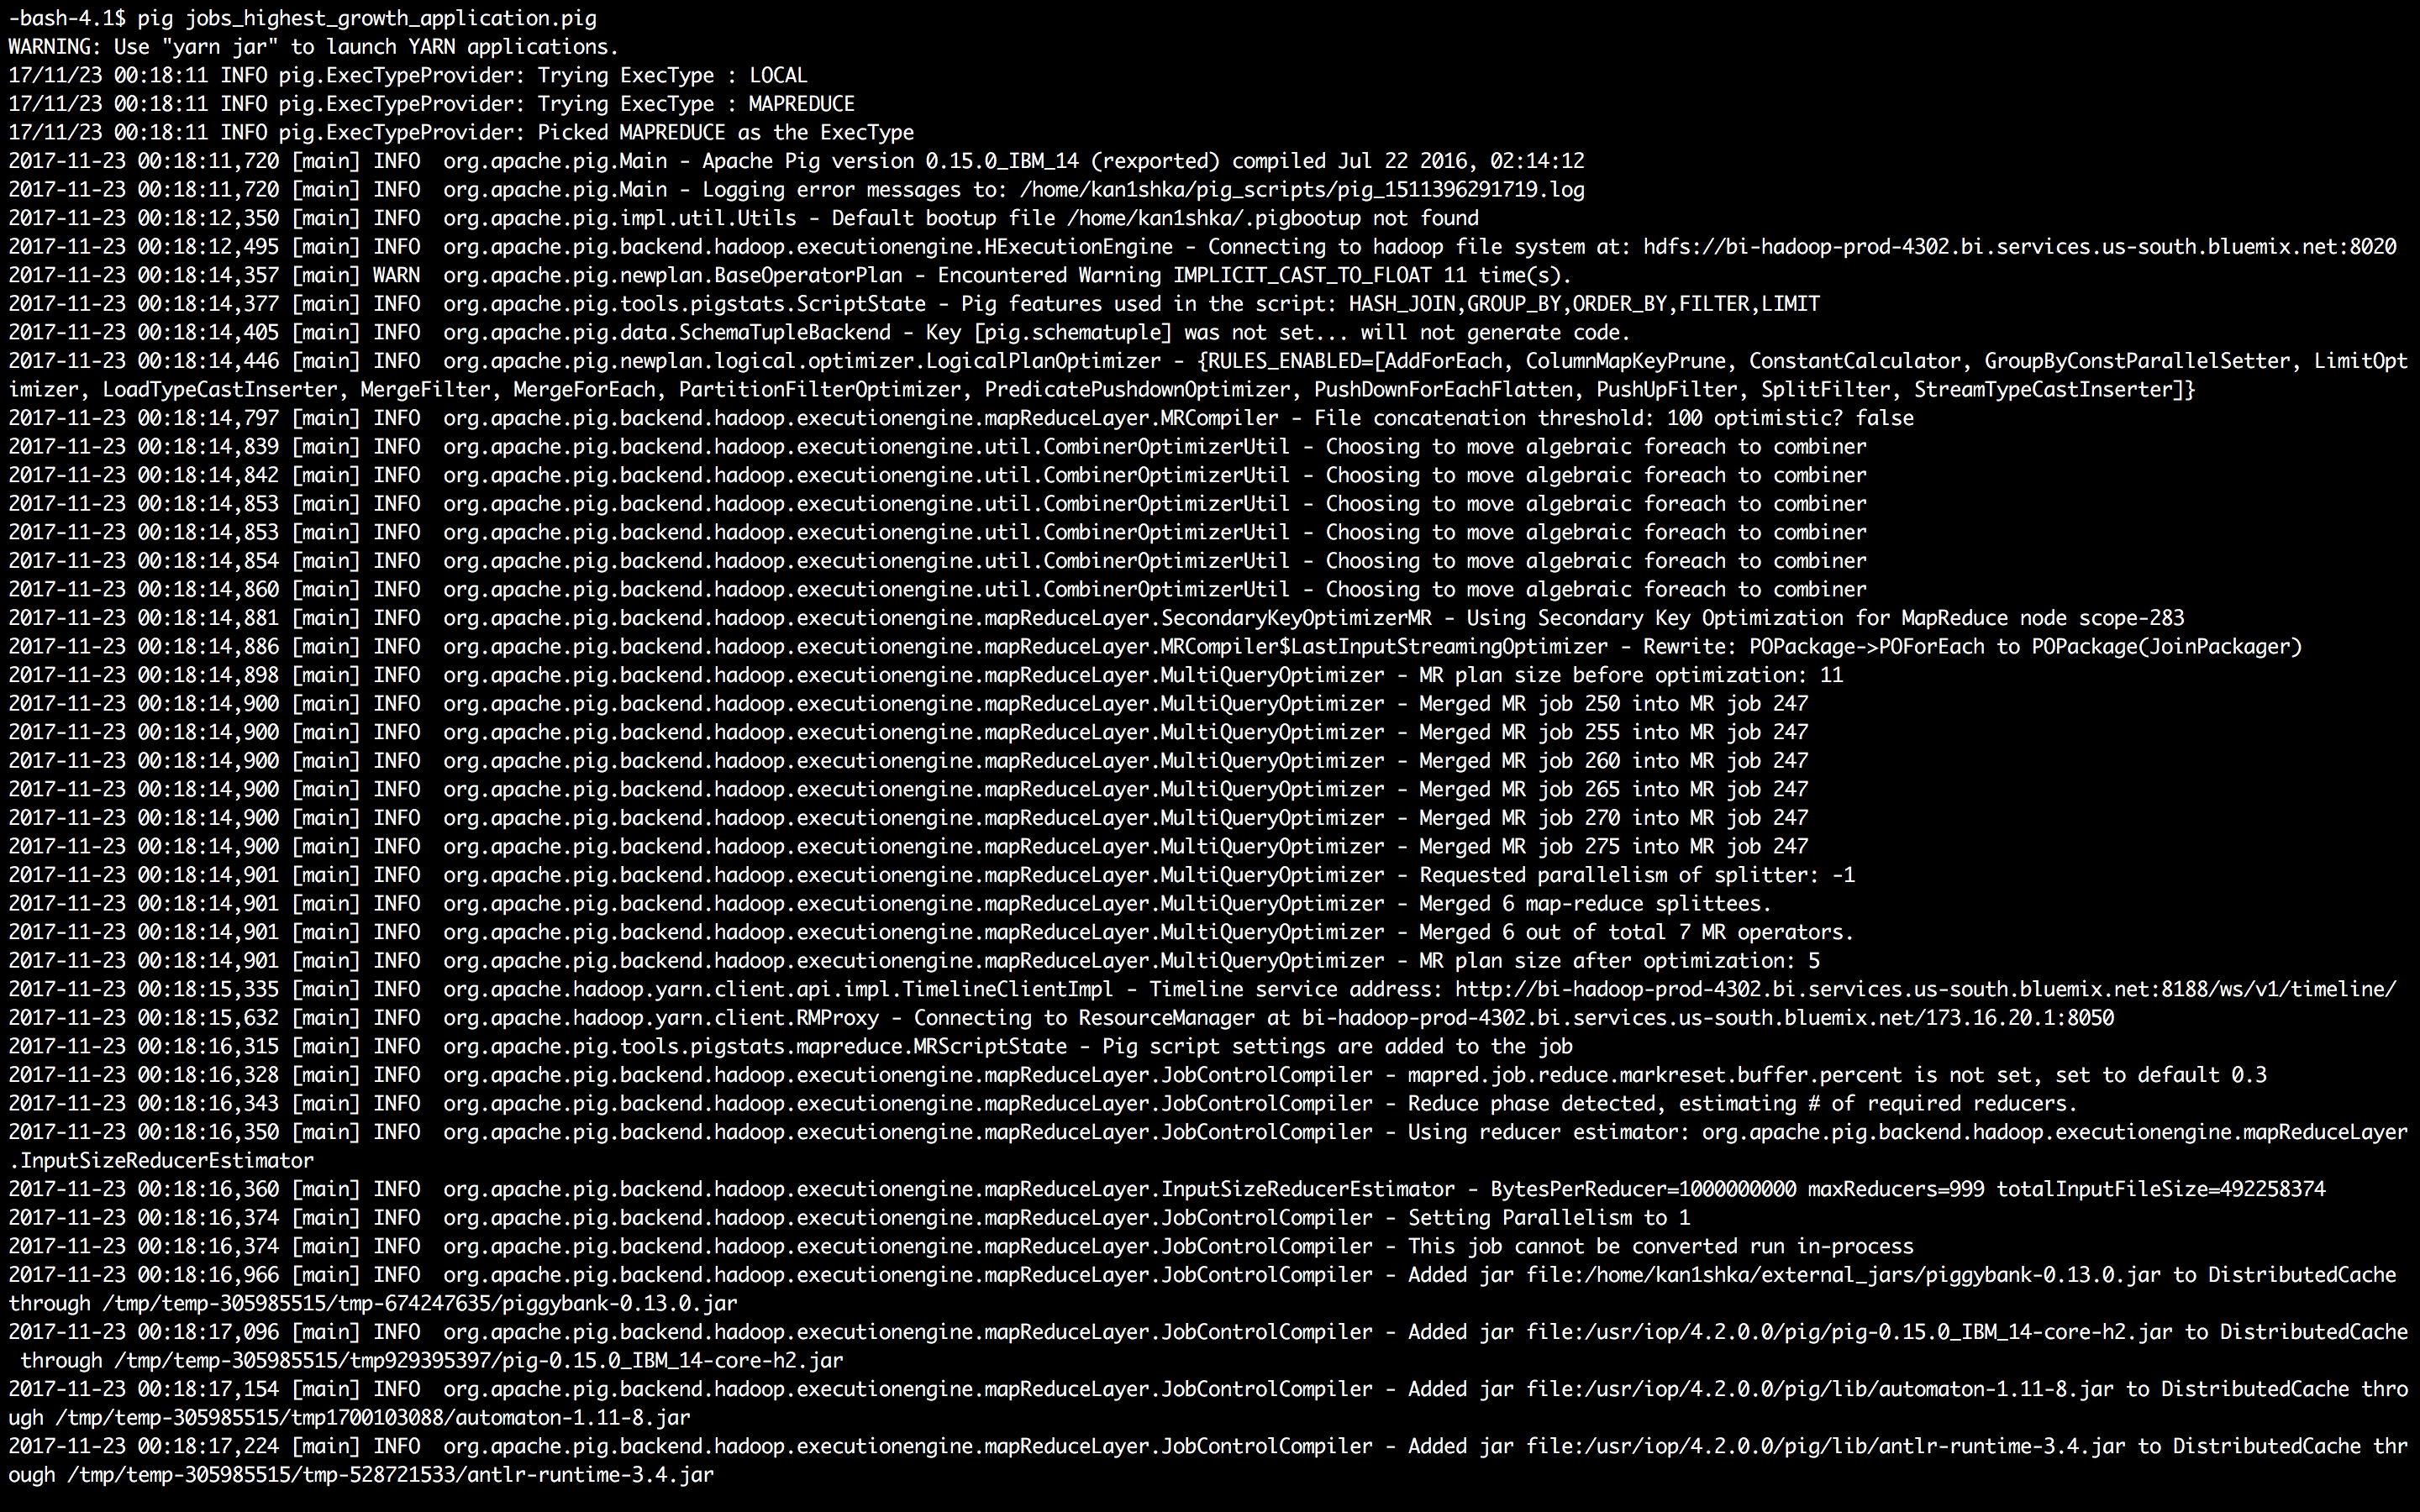 -bash-4.1$ pig jobs_highest_growth_application.pig
WARNING: Use "yarn jar" to launch YARN applications.
17/11/23 00:18:11 INFO pig.ExecTypeProvider: Trying ExecType : LOCAL
17/11/23 00:18:11 INFO pig.ExecTypeProvider: Trying ExecType : MAPREDUCE
17/11/23 00:18:11 INFO pig.ExecTypeProvider: Picked MAPREDUCE as the ExecType
2017-11-23 00:18:11,720 [main] INFO  org.apache.pig.Main - Apache Pig version 0.15.0_IBM_14 (rexported) compiled Jul 22 2016, 02:14:12
2017-11-23 00:18:11,720 [main] INFO  org.apache.pig.Main - Logging error messages to: /home/kan1shka/pig_scripts/pig_1511396291719.log
2017-11-23 00:18:12,350 [main] INFO  org.apache.pig.impl.util.Utils - Default bootup file /home/kan1shka/.pigbootup not found
2017-11-23 00:18:12,495 [main] INFO  org.apache.pig.backend.hadoop.executionengine.HExecutionEngine - Connecting to hadoop file system at: hdfs://bi-hadoop-prod-4302.bi.services.us-south.bluemix.net:8020
2017-11-23 00:18:14,357 [main] WARN  org.apache.pig.newplan.BaseOperatorPlan - Encountered Warning IMPLICIT_CAST_TO_FLOAT 11 time(s).
2017-11-23 00:18:14,377 [main] INFO  org.apache.pig.tools.pigstats.ScriptState - Pig features used in the script: HASH_JOIN,GROUP_BY,ORDER_BY,FILTER,LIMIT
2017-11-23 00:18:14,405 [main] INFO  org.apache.pig.data.SchemaTupleBackend - Key [pig.schematuple] was not set... will not generate code.
2017-11-23 00:18:14,446 [main] INFO  org.apache.pig.newplan.logical.optimizer.LogicalPlanOptimizer - {RULES_ENABLED=[AddForEach, ColumnMapKeyPrune, ConstantCalculator, GroupByConstParallelSetter, LimitOpt
imizer, LoadTypeCastInserter, MergeFilter, MergeForEach, PartitionFilterOptimizer, PredicatePushdownOptimizer, PushDownForEachFlatten, PushUpFilter, SplitFilter, StreamTypeCastInserter]}
2017-11-23 00:18:14,797 [main] INFO  org.apache.pig.backend.hadoop.executionengine.mapReduceLayer.MRCompiler - File concatenation threshold: 100 optimistic? false
2017-11-23 00:18:14,839 [main] INFO  org.apache.pig.backend.hadoop.executionengine.util.CombinerOptimizerUtil - Choosing to move algebraic foreach to combiner
2017-11-23 00:18:14,842 [main] INFO  org.apache.pig.backend.hadoop.executionengine.util.CombinerOptimizerUtil - Choosing to move algebraic foreach to combiner
2017-11-23 00:18:14,853 [main] INFO  org.apache.pig.backend.hadoop.executionengine.util.CombinerOptimizerUtil - Choosing to move algebraic foreach to combiner
2017-11-23 00:18:14,853 [main] INFO  org.apache.pig.backend.hadoop.executionengine.util.CombinerOptimizerUtil - Choosing to move algebraic foreach to combiner
2017-11-23 00:18:14,854 [main] INFO  org.apache.pig.backend.hadoop.executionengine.util.CombinerOptimizerUtil - Choosing to move algebraic foreach to combiner
2017-11-23 00:18:14,860 [main] INFO  org.apache.pig.backend.hadoop.executionengine.util.CombinerOptimizerUtil - Choosing to move algebraic foreach to combiner
2017-11-23 00:18:14,881 [main] INFO  org.apache.pig.backend.hadoop.executionengine.mapReduceLayer.SecondaryKeyOptimizerMR - Using Secondary Key Optimization for MapReduce node scope-283
2017-11-23 00:18:14,886 [main] INFO  org.apache.pig.backend.hadoop.executionengine.mapReduceLayer.MRCompiler$LastInputStreamingOptimizer - Rewrite: POPackage->POForEach to POPackage(JoinPackager)
2017-11-23 00:18:14,898 [main] INFO  org.apache.pig.backend.hadoop.executionengine.mapReduceLayer.MultiQueryOptimizer - MR plan size before optimization: 11
2017-11-23 00:18:14,900 [main] INFO  org.apache.pig.backend.hadoop.executionengine.mapReduceLayer.MultiQueryOptimizer - Merged MR job 250 into MR job 247
2017-11-23 00:18:14,900 [main] INFO  org.apache.pig.backend.hadoop.executionengine.mapReduceLayer.MultiQueryOptimizer - Merged MR job 255 into MR job 247
2017-11-23 00:18:14,900 [main] INFO  org.apache.pig.backend.hadoop.executionengine.mapReduceLayer.MultiQueryOptimizer - Merged MR job 260 into MR job 247
2017-11-23 00:18:14,900 [main] INFO  org.apache.pig.backend.hadoop.executionengine.mapReduceLayer.MultiQueryOptimizer - Merged MR job 265 into MR job 247
2017-11-23 00:18:14,900 [main] INFO  org.apache.pig.backend.hadoop.executionengine.mapReduceLayer.MultiQueryOptimizer - Merged MR job 270 into MR job 247
2017-11-23 00:18:14,900 [main] INFO  org.apache.pig.backend.hadoop.executionengine.mapReduceLayer.MultiQueryOptimizer - Merged MR job 275 into MR job 247
2017-11-23 00:18:14,901 [main] INFO  org.apache.pig.backend.hadoop.executionengine.mapReduceLayer.MultiQueryOptimizer - Requested parallelism of splitter: -1
2017-11-23 00:18:14,901 [main] INFO  org.apache.pig.backend.hadoop.executionengine.mapReduceLayer.MultiQueryOptimizer - Merged 6 map-reduce splittees.
2017-11-23 00:18:14,901 [main] INFO  org.apache.pig.backend.hadoop.executionengine.mapReduceLayer.MultiQueryOptimizer - Merged 6 out of total 7 MR operators.
2017-11-23 00:18:14,901 [main] INFO  org.apache.pig.backend.hadoop.executionengine.mapReduceLayer.MultiQueryOptimizer - MR plan size after optimization: 5
2017-11-23 00:18:15,335 [main] INFO  org.apache.hadoop.yarn.client.api.impl.TimelineClientImpl - Timeline service address: http://bi-hadoop-prod-4302.bi.services.us-south.bluemix.net:8188/ws/v1/timeline/
2017-11-23 00:18:15,632 [main] INFO  org.apache.hadoop.yarn.client.RMProxy - Connecting to ResourceManager at bi-hadoop-prod-4302.bi.services.us-south.bluemix.net/173.16.20.1:8050
2017-11-23 00:18:16,315 [main] INFO  org.apache.pig.tools.pigstats.mapreduce.MRScriptState - Pig script settings are added to the job
2017-11-23 00:18:16,328 [main] INFO  org.apache.pig.backend.hadoop.executionengine.mapReduceLayer.JobControlCompiler - mapred.job.reduce.markreset.buffer.percent is not set, set to default 0.3
2017-11-23 00:18:16,343 [main] INFO  org.apache.pig.backend.hadoop.executionengine.mapReduceLayer.JobControlCompiler - Reduce phase detected, estimating # of required reducers.
2017-11-23 00:18:16,350 [main] INFO  org.apache.pig.backend.hadoop.executionengine.mapReduceLayer.JobControlCompiler - Using reducer estimator: org.apache.pig.backend.hadoop.executionengine.mapReduceLayer
.InputSizeReducerEstimator
2017-11-23 00:18:16,360 [main] INFO  org.apache.pig.backend.hadoop.executionengine.mapReduceLayer.InputSizeReducerEstimator - BytesPerReducer=1000000000 maxReducers=999 totalInputFileSize=492258374
2017-11-23 00:18:16,374 [main] INFO  org.apache.pig.backend.hadoop.executionengine.mapReduceLayer.JobControlCompiler - Setting Parallelism to 1
2017-11-23 00:18:16,374 [main] INFO  org.apache.pig.backend.hadoop.executionengine.mapReduceLayer.JobControlCompiler - This job cannot be converted run in-process
2017-11-23 00:18:16,966 [main] INFO  org.apache.pig.backend.hadoop.executionengine.mapReduceLayer.JobControlCompiler - Added jar file:/home/kan1shka/external_jars/piggybank-0.13.0.jar to DistributedCache
through /tmp/temp-305985515/tmp-674247635/piggybank-0.13.0.jar
2017-11-23 00:18:17,096 [main] INFO  org.apache.pig.backend.hadoop.executionengine.mapReduceLayer.JobControlCompiler - Added jar file:/usr/iop/4.2.0.0/pig/pig-0.15.0_IBM_14-core-h2.jar to DistributedCache
 through /tmp/temp-305985515/tmp929395397/pig-0.15.0_IBM_14-core-h2.jar
2017-11-23 00:18:17,154 [main] INFO  org.apache.pig.backend.hadoop.executionengine.mapReduceLayer.JobControlCompiler - Added jar file:/usr/iop/4.2.0.0/pig/lib/automaton-1.11-8.jar to DistributedCache thro
ugh /tmp/temp-305985515/tmp1700103088/automaton-1.11-8.jar
2017-11-23 00:18:17,224 [main] INFO  org.apache.pig.backend.hadoop.executionengine.mapReduceLayer.JobControlCompiler - Added jar file:/usr/iop/4.2.0.0/pig/lib/antlr-runtime-3.4.jar to DistributedCache thr
ough /tmp/temp-305985515/tmp-528721533/antlr-runtime-3.4.jar